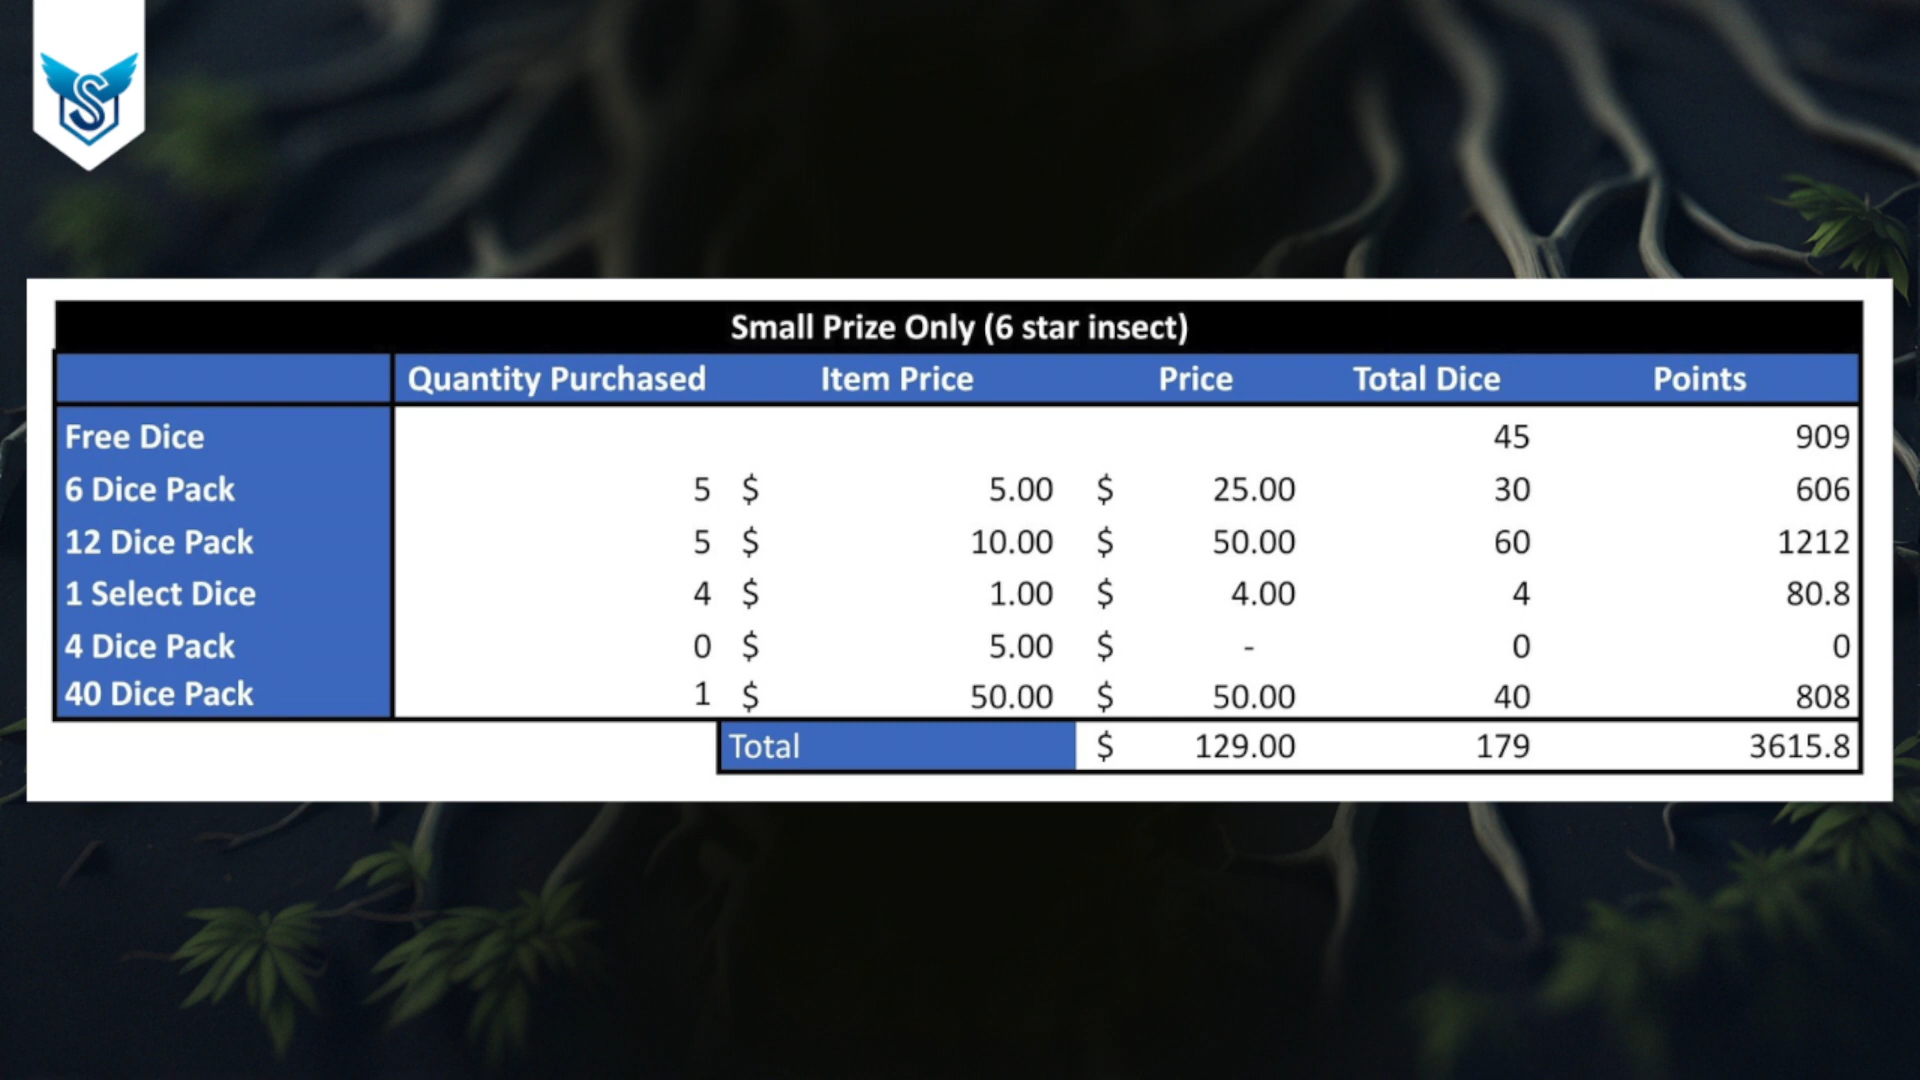 S
Small Prize Only (6 star insect)
Quantity Purchased Item Price Price Total Dice Points
Free Dice 45 909
6 Dice Pack 5 $ 5.00 $ 25.00 30 606
12 Dice Pack 5 $ 10.00 $ 50.00 60 1212
1 Select Dice 4 $ 1.00 $ 4.00 4 80.8
4 Dice Pack 0 $ 5.00 $ - 0 0
40 Dice Pack 1 $ 50.00 $ 50.00 40 808
Total $ 129.00 179 3615.8